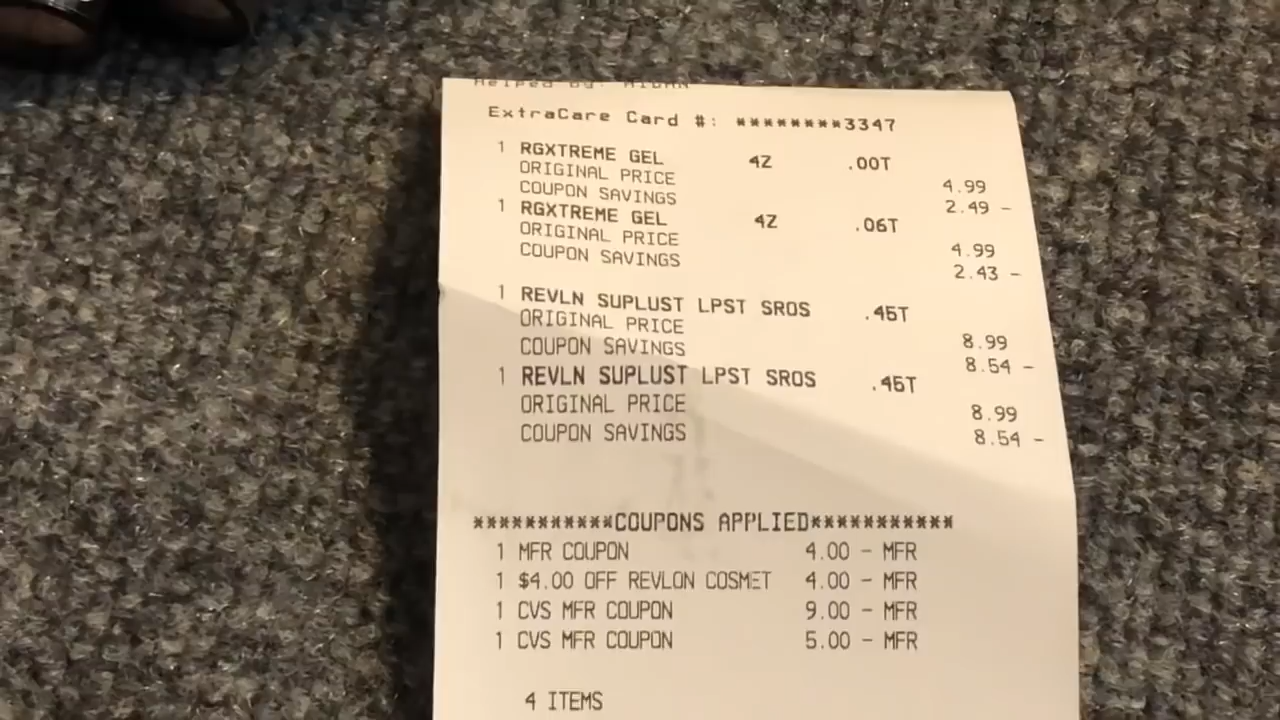 Helped by: AIDAN
ExtraCare Card #: ********3347
1 RGXTREME GEL 4Z .00T
ORIGINAL PRICE 4.99
COUPON SAVINGS 2.49 -
1 RGXTREME GEL 4Z .06T
ORIGINAL PRICE 4.99
COUPON SAVINGS 2.43 -
1 REVLN SUPLUST LPST SROS .45T
ORIGINAL PRICE 8.99
COUPON SAVINGS 8.54 -
1 REVLN SUPLUST LPST SROS .45T
ORIGINAL PRICE 8.99
COUPON SAVINGS 8.54 -
***********COUPONS APPLIED***********
1 MFR COUPON 4.00 - MFR
1 $4.00 OFF REVLON COSMET 4.00 - MFR
1 CVS MFR COUPON 9.00 - MFR
1 CVS MFR COUPON 5.00 - MFR
4 ITEMS